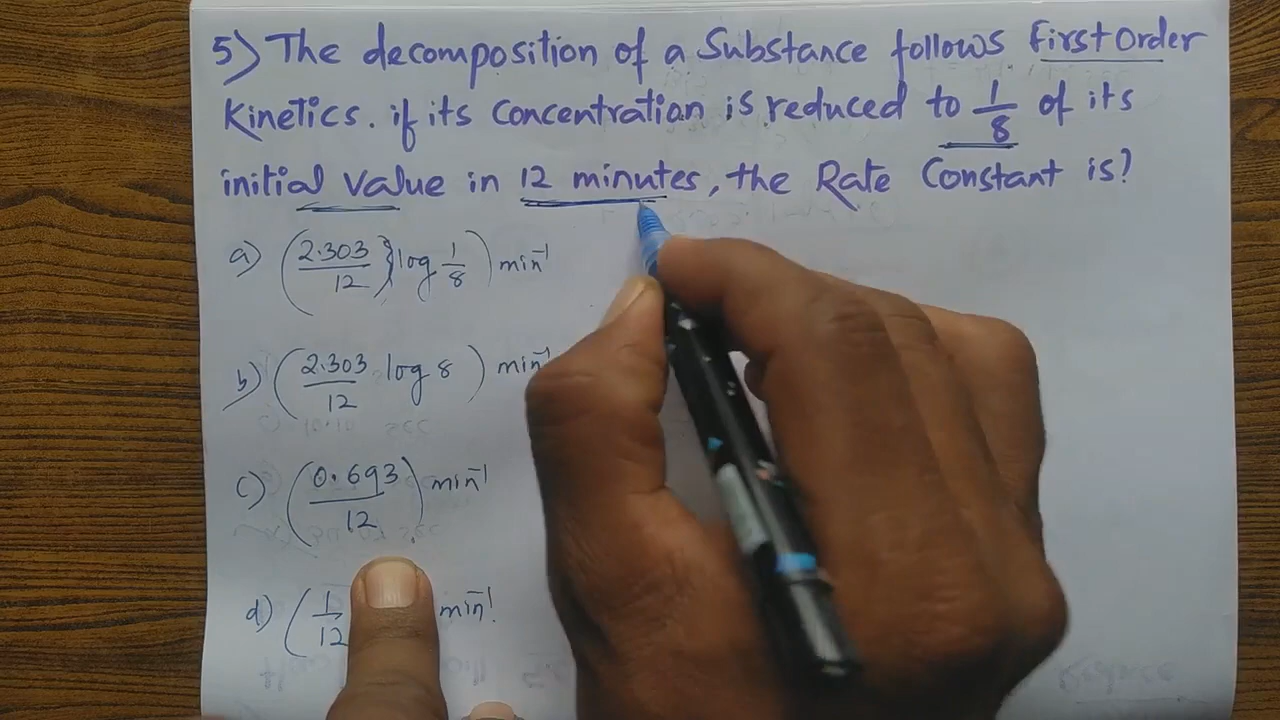 5) The decomposition of a Substance follows First Order
Kinetics. if its Concentration is reduced to 1/8 of its
initial value in 12 minutes, the Rate Constant is?
a) (2.303/12) log 1/8) min⁻¹
b) (2.303/12 log 8) min⁻¹
c) (0.693/12) min⁻¹
d) (1/12 min⁻¹